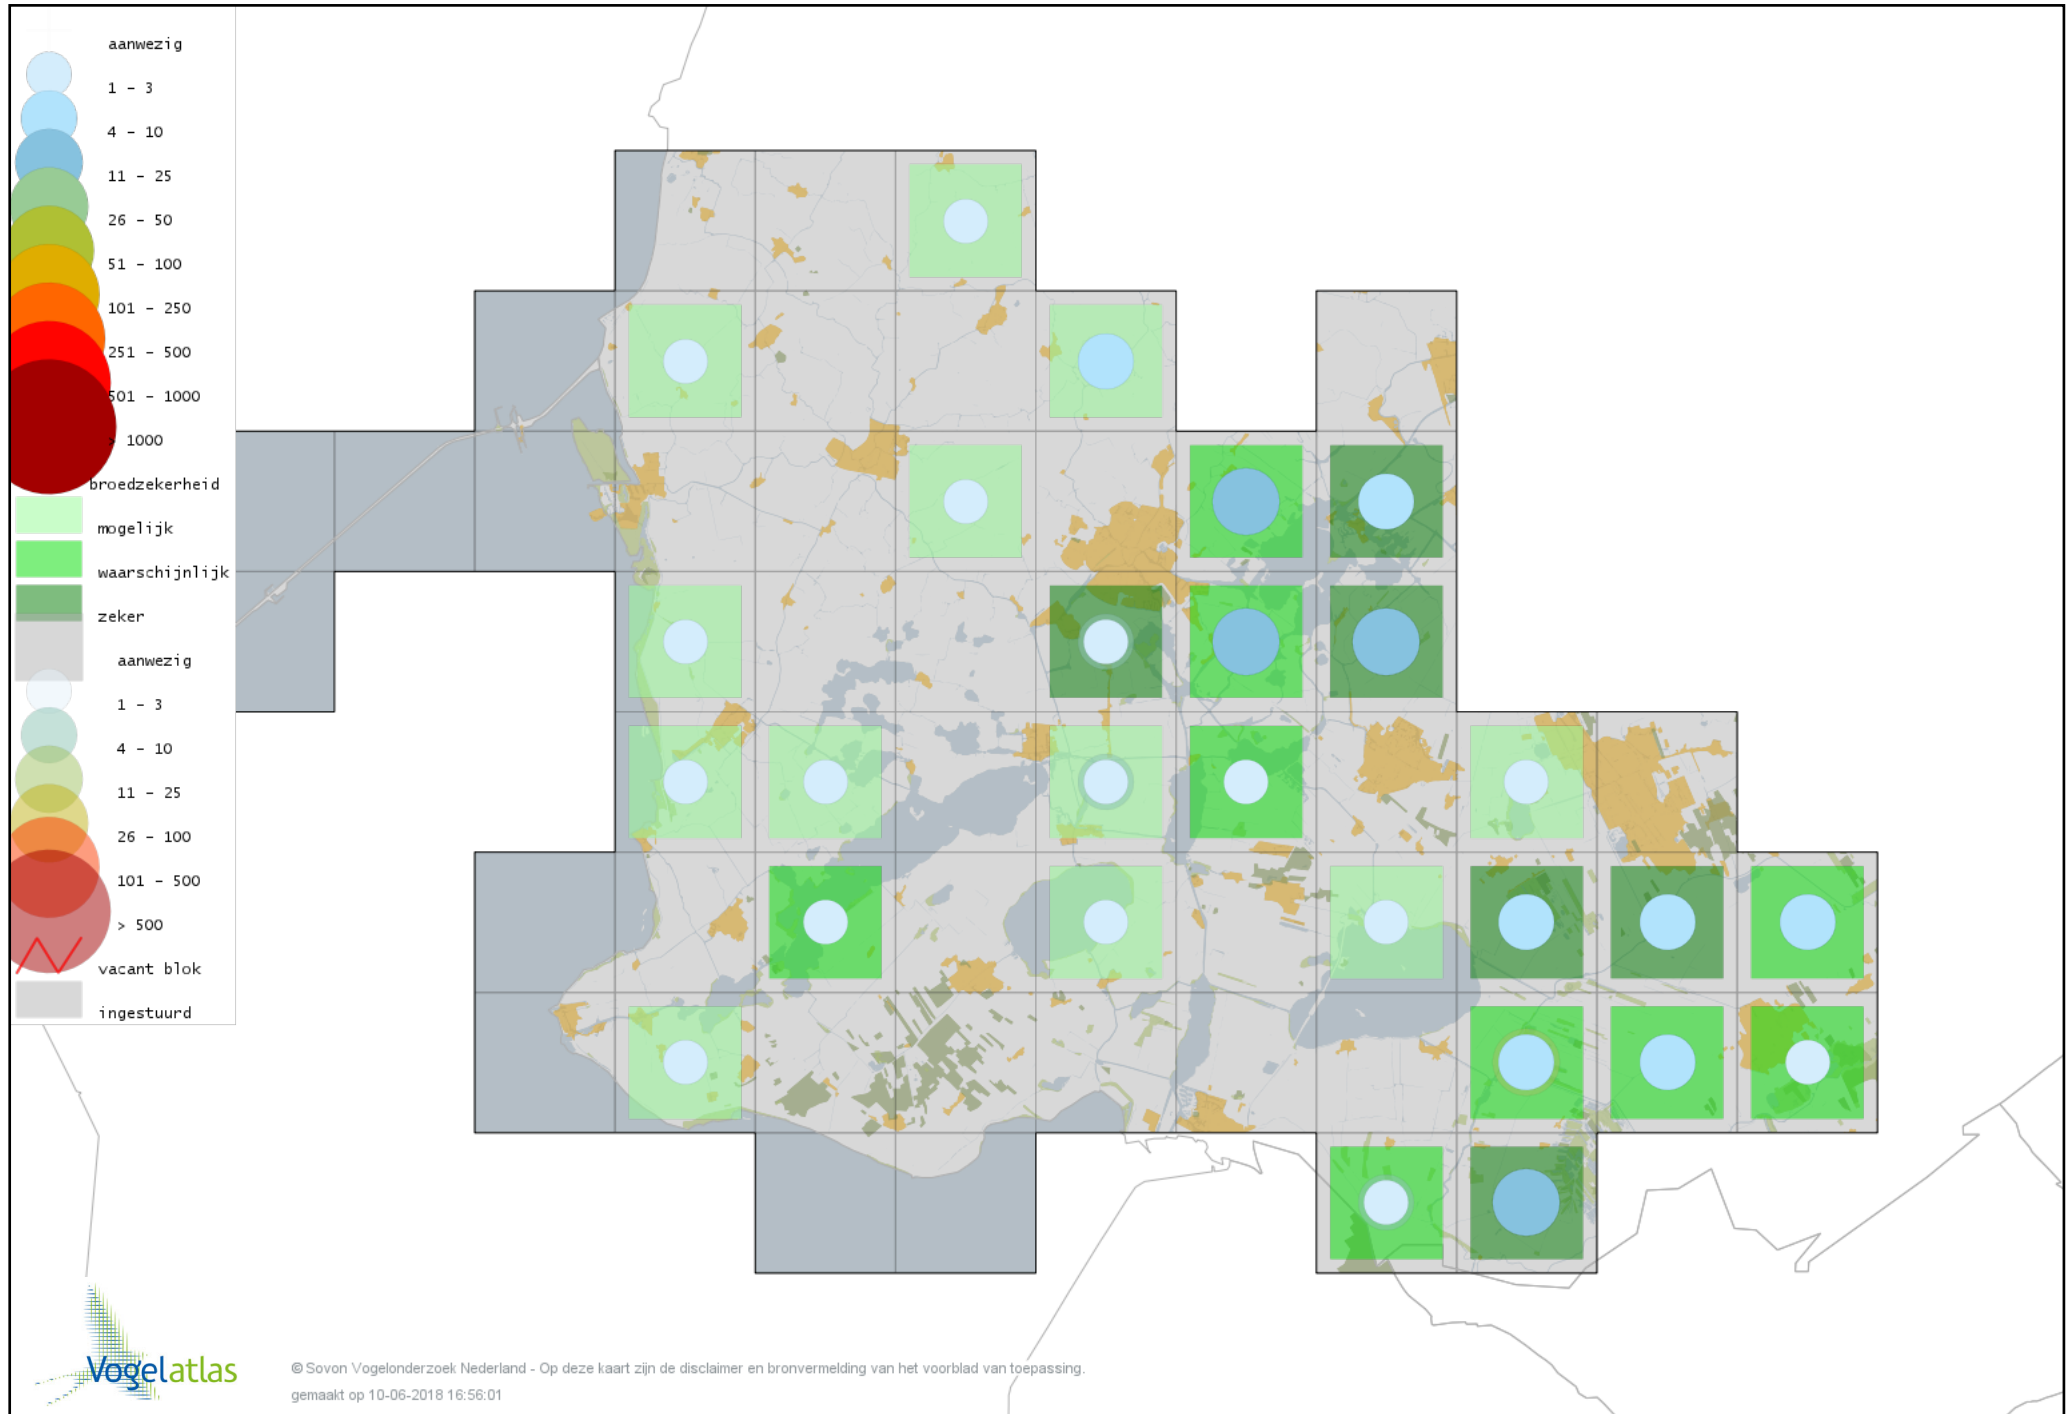 aanwezig
1 - 3
4 - 10
11 - 25
26 - 50
51 - 100
101 - 250
251 - 500
501 - 1000
> 1000
broedzekerheid
mogelijk
waarschijnlijk
zeker
aanwezig
1 - 3
4 - 10
11 - 25
26 - 100
101 - 500
> 500
vacant blok
ingestuurd
Vogelatlas
© Sovon Vogelonderzoek Nederland - Op deze kaart zijn de disclaimer en bronvermelding van het voorblad van toepassing.
gemaakt op 10-06-2018 16:56:01